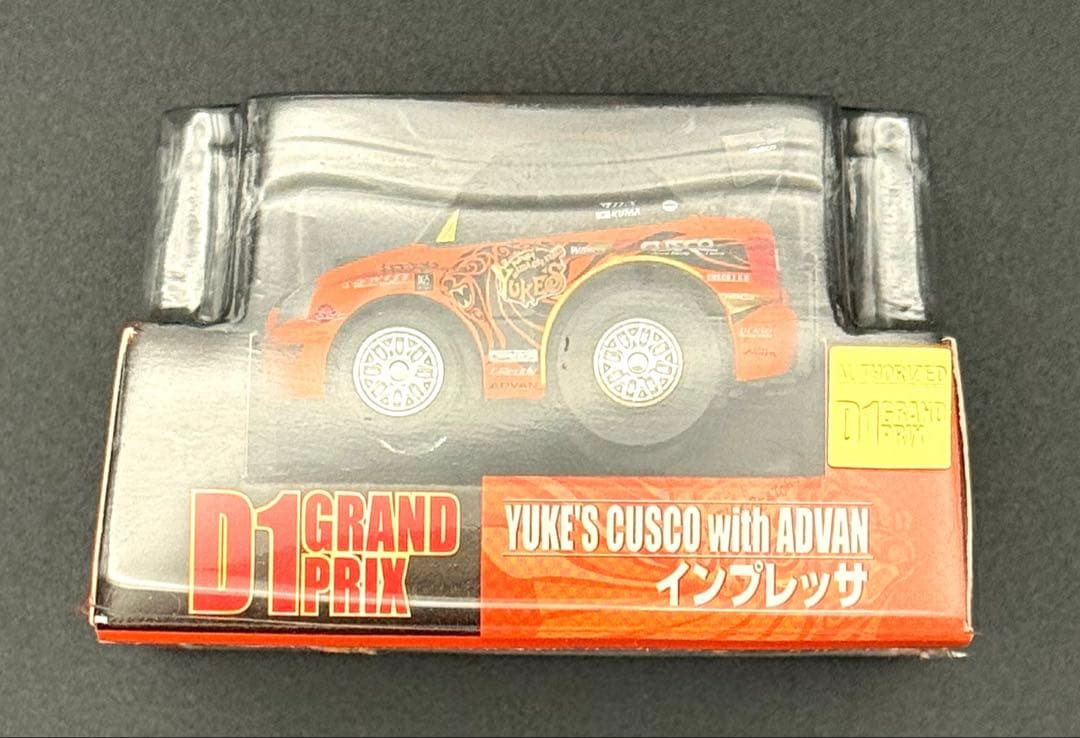 KUMA
CUSCO
YUKE'S
ADVAN
AUTHORIZED
D1 GRAND
PRIX
D1 GRAND
PRIX
YUKE'S CUSCO with ADVAN
インプレッサ